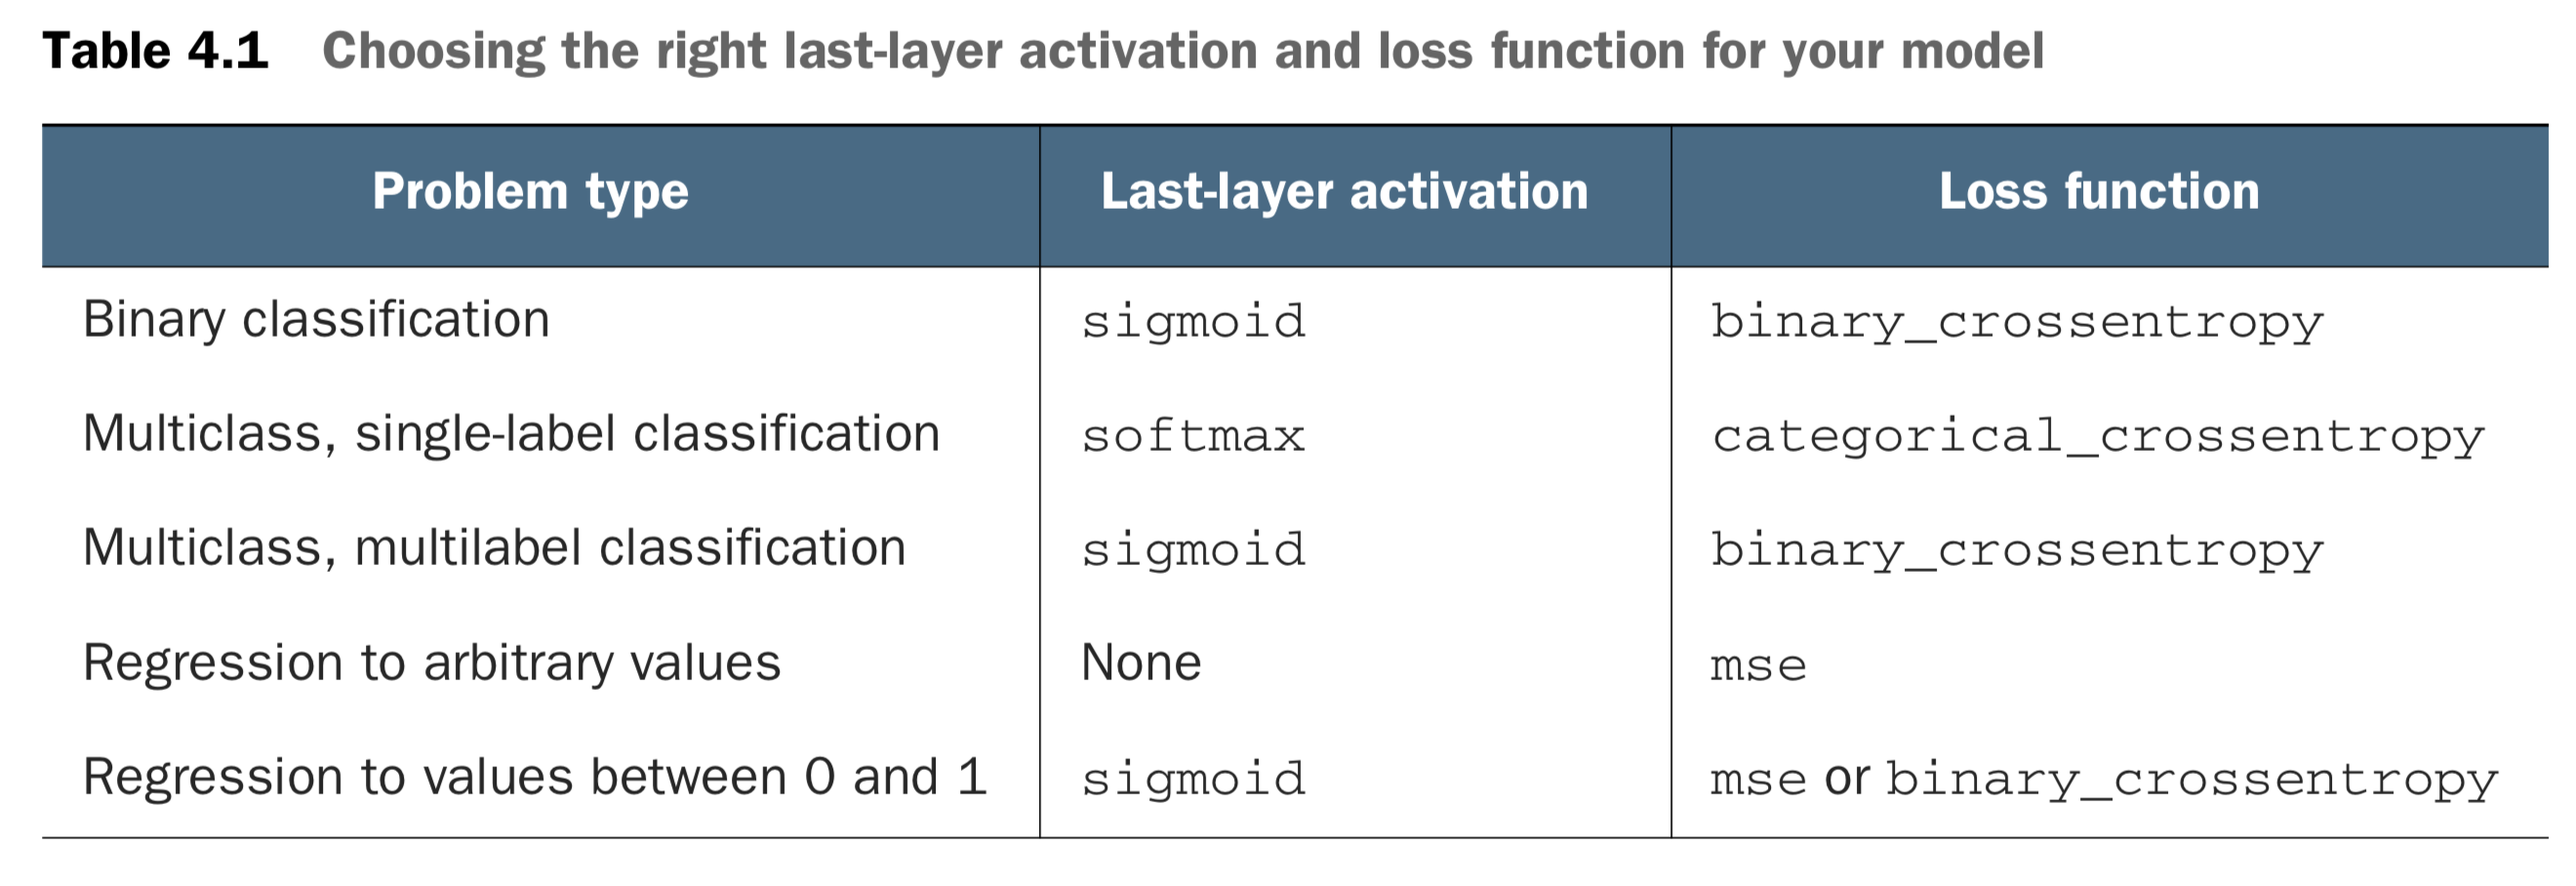 Table 4.1 Choosing the right last-layer activation and loss function for your model
Problem type Last-layer activation Loss function
Binary classification sigmoid binary_crossentropy
Multiclass, single-label classification softmax categorical_crossentropy
Multiclass, multilabel classification sigmoid binary_crossentropy
Regression to arbitrary values None mse
Regression to values between 0 and 1 sigmoid mse or binary_crossentropy